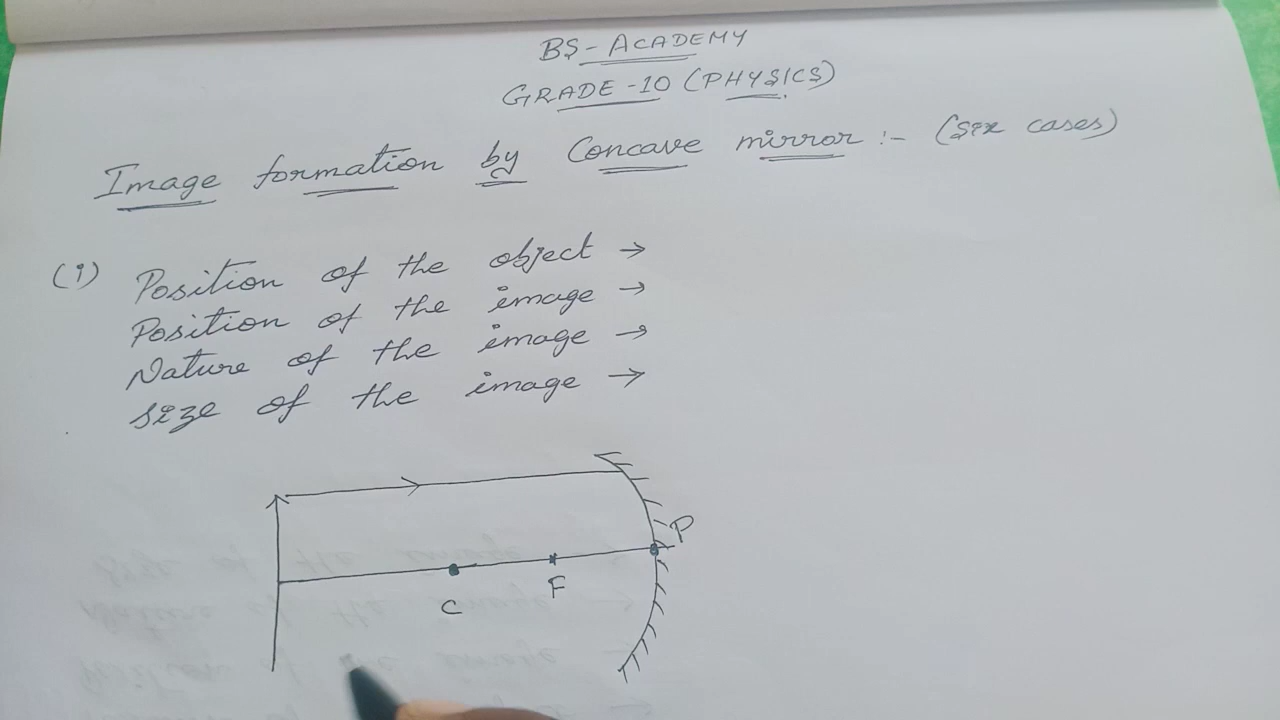 BS-ACADEMY
GRADE-10 (PHYSICS)
Image formation by Concave mirror :- (Six cases)
(i) Position of the object →
Position of the image →
Nature of the image →
Size of the image →
P
C
F